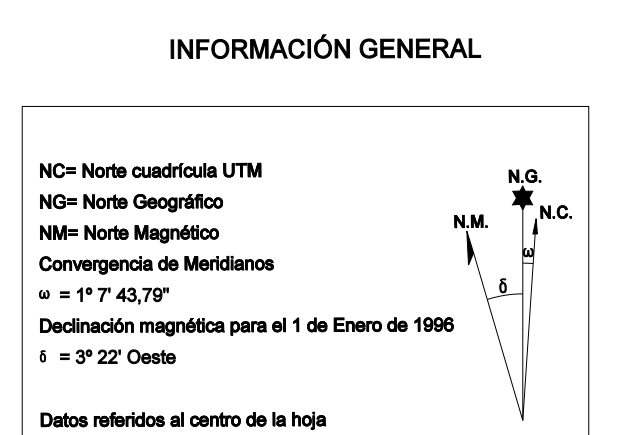 INFORMACIÓN GENERAL
NC= Norte cuadrícula UTM
NG= Norte Geográfico
NM= Norte Magnético
Convergencia de Meridianos
ω = 1º 7' 43,79"
Declinación magnética para el 1 de Enero de 1996
δ = 3º 22' Oeste
Datos referidos al centro de la hoja
N.G.
N.C.
N.M.
ω
δ